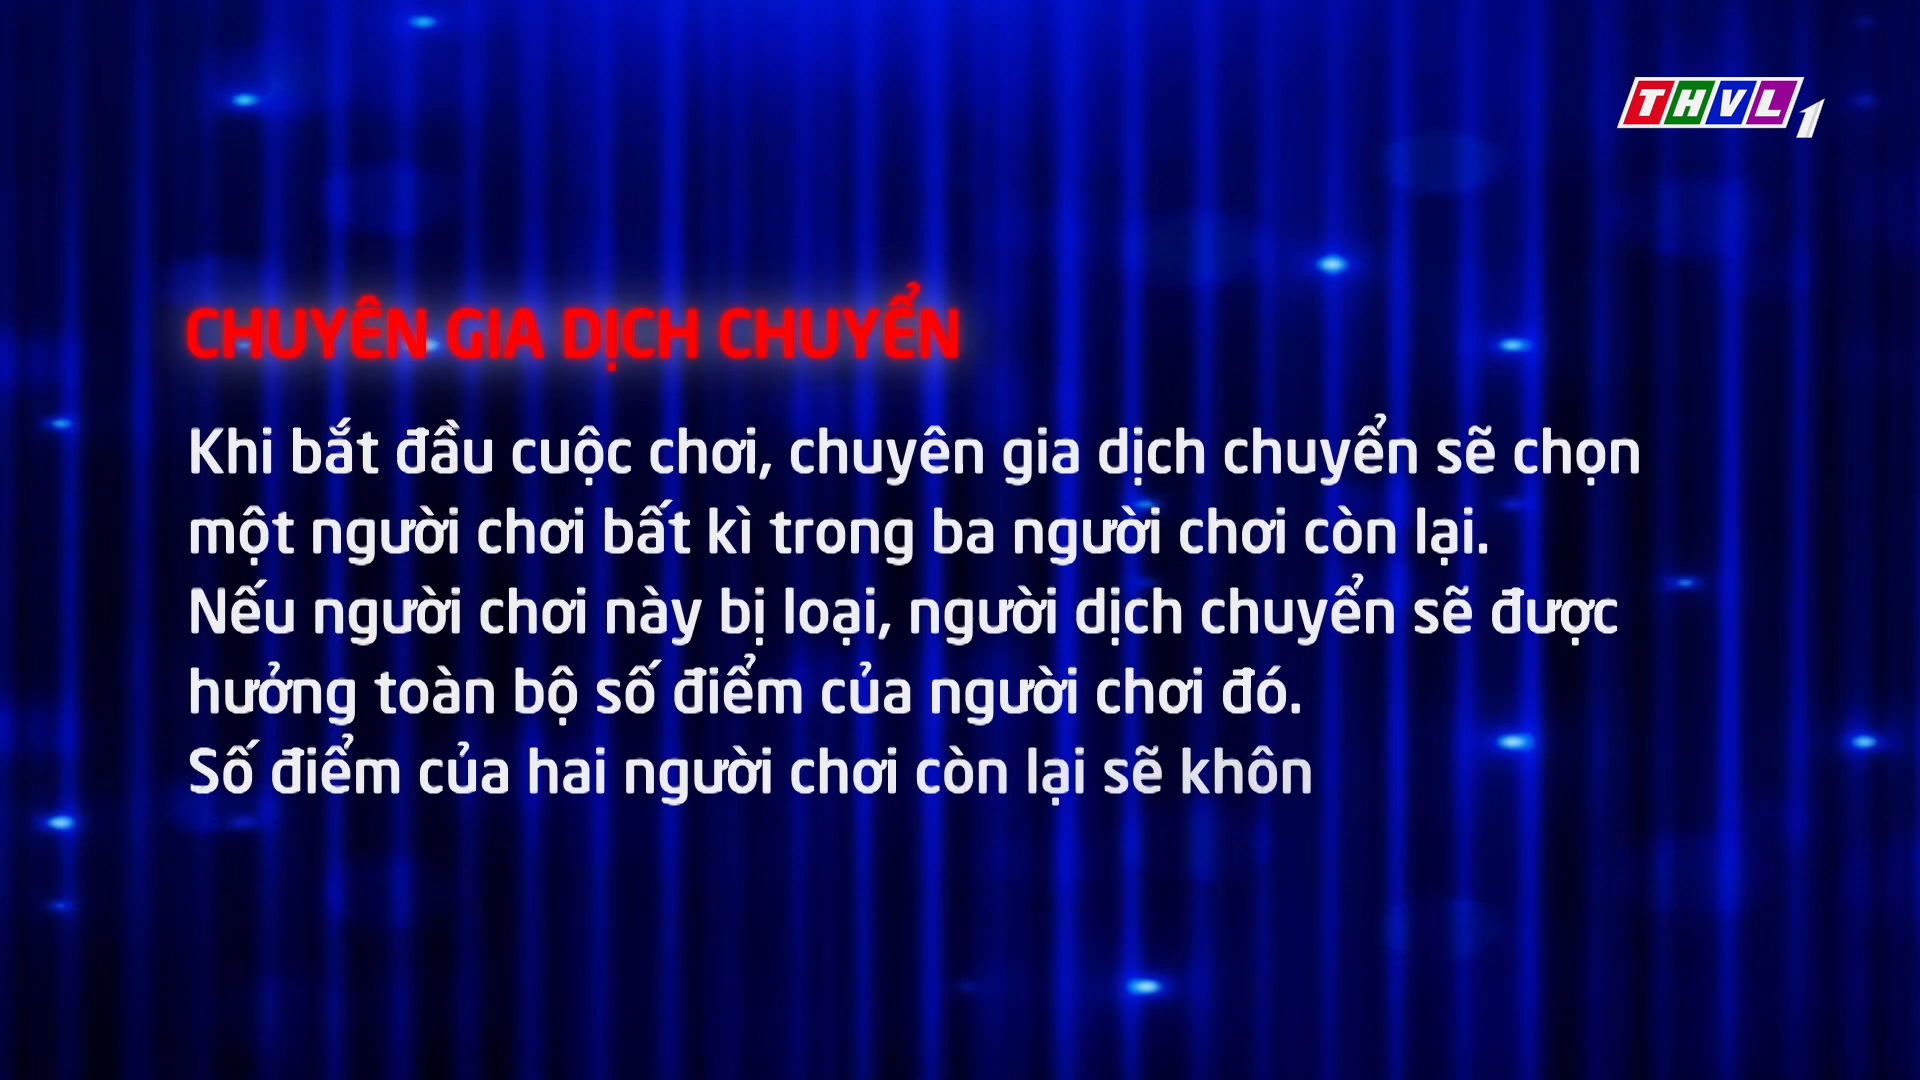 THVL1
CHUYÊN GIA DỊCH CHUYỂN
Khi bắt đầu cuộc chơi, chuyên gia dịch chuyển sẽ chọn
một người chơi bất kì trong ba người chơi còn lại.
Nếu người chơi này bị loại, người dịch chuyển sẽ được
hưởng toàn bộ số điểm của người chơi đó.
Số điểm của hai người chơi còn lại sẽ khôn